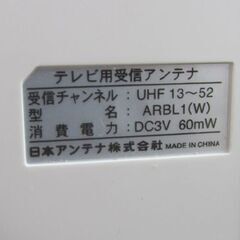 テレビ用受信アンテナ
受信チャンネル：UHF 13～52
型名：ARBL1(W)
消費電力：DC3V 60mW
日本アンテナ株式会社 MADE IN CHINA